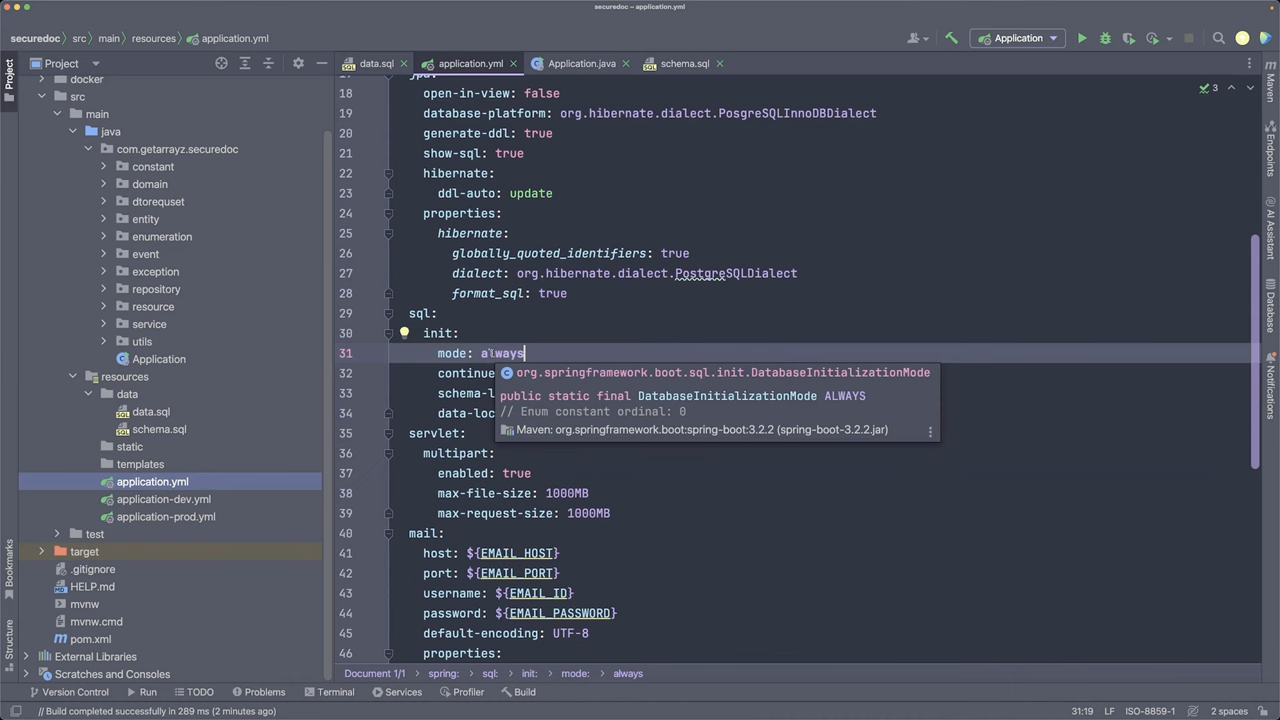 securedoc – application.yml
securedoc
src
main
resources
application.yml
Application
Project
data.sql
application.yml
Application.java
schema.sql
docker
src
main
java
com.getarrayz.securedoc
constant
domain
dtorequset
entity
enumeration
event
exception
repository
resource
service
utils
Application
resources
data
data.sql
schema.sql
static
templates
application.yml
application-dev.yml
application-prod.yml
test
target
.gitignore
HELP.md
mvnw
mvnw.cmd
pom.xml
External Libraries
Scratches and Consoles
Project
Bookmarks
Structure
3
17 jpa:
18 open-in-view: false
19 database-platform: org.hibernate.dialect.PosgreSQLInnoDBDialect
20 generate-ddl: true
21 show-sql: true
22 hibernate:
23 ddl-auto: update
24 properties:
25 hibernate:
26 globally_quoted_identifiers: true
27 dialect: org.hibernate.dialect.PostgreSQLDialect
28 format_sql: true
29 sql:
30 init:
31 mode: always
32 continue
33 schema-l
34 data-loc
35 servlet:
36 multipart:
37 enabled: true
38 max-file-size: 1000MB
39 max-request-size: 1000MB
40 mail:
41 host: ${EMAIL_HOST}
42 port: ${EMAIL_PORT}
43 username: ${EMAIL_ID}
44 password: ${EMAIL_PASSWORD}
45 default-encoding: UTF-8
46 properties:
org.springframework.boot.sql.init.DatabaseInitializationMode
public static final DatabaseInitializationMode ALWAYS
// Enum constant ordinal: 0
Maven: org.springframework.boot:spring-boot:3.2.2 (spring-boot-3.2.2.jar)
Maven
Endpoints
AI Assistant
Database
Notifications
Document 1/1
spring:
sql:
init:
mode:
always
Version Control
Run
TODO
Problems
Terminal
Services
Profiler
Build
// Build completed successfully in 289 ms (2 minutes ago)
31:19
LF
ISO-8859-1
2 spaces